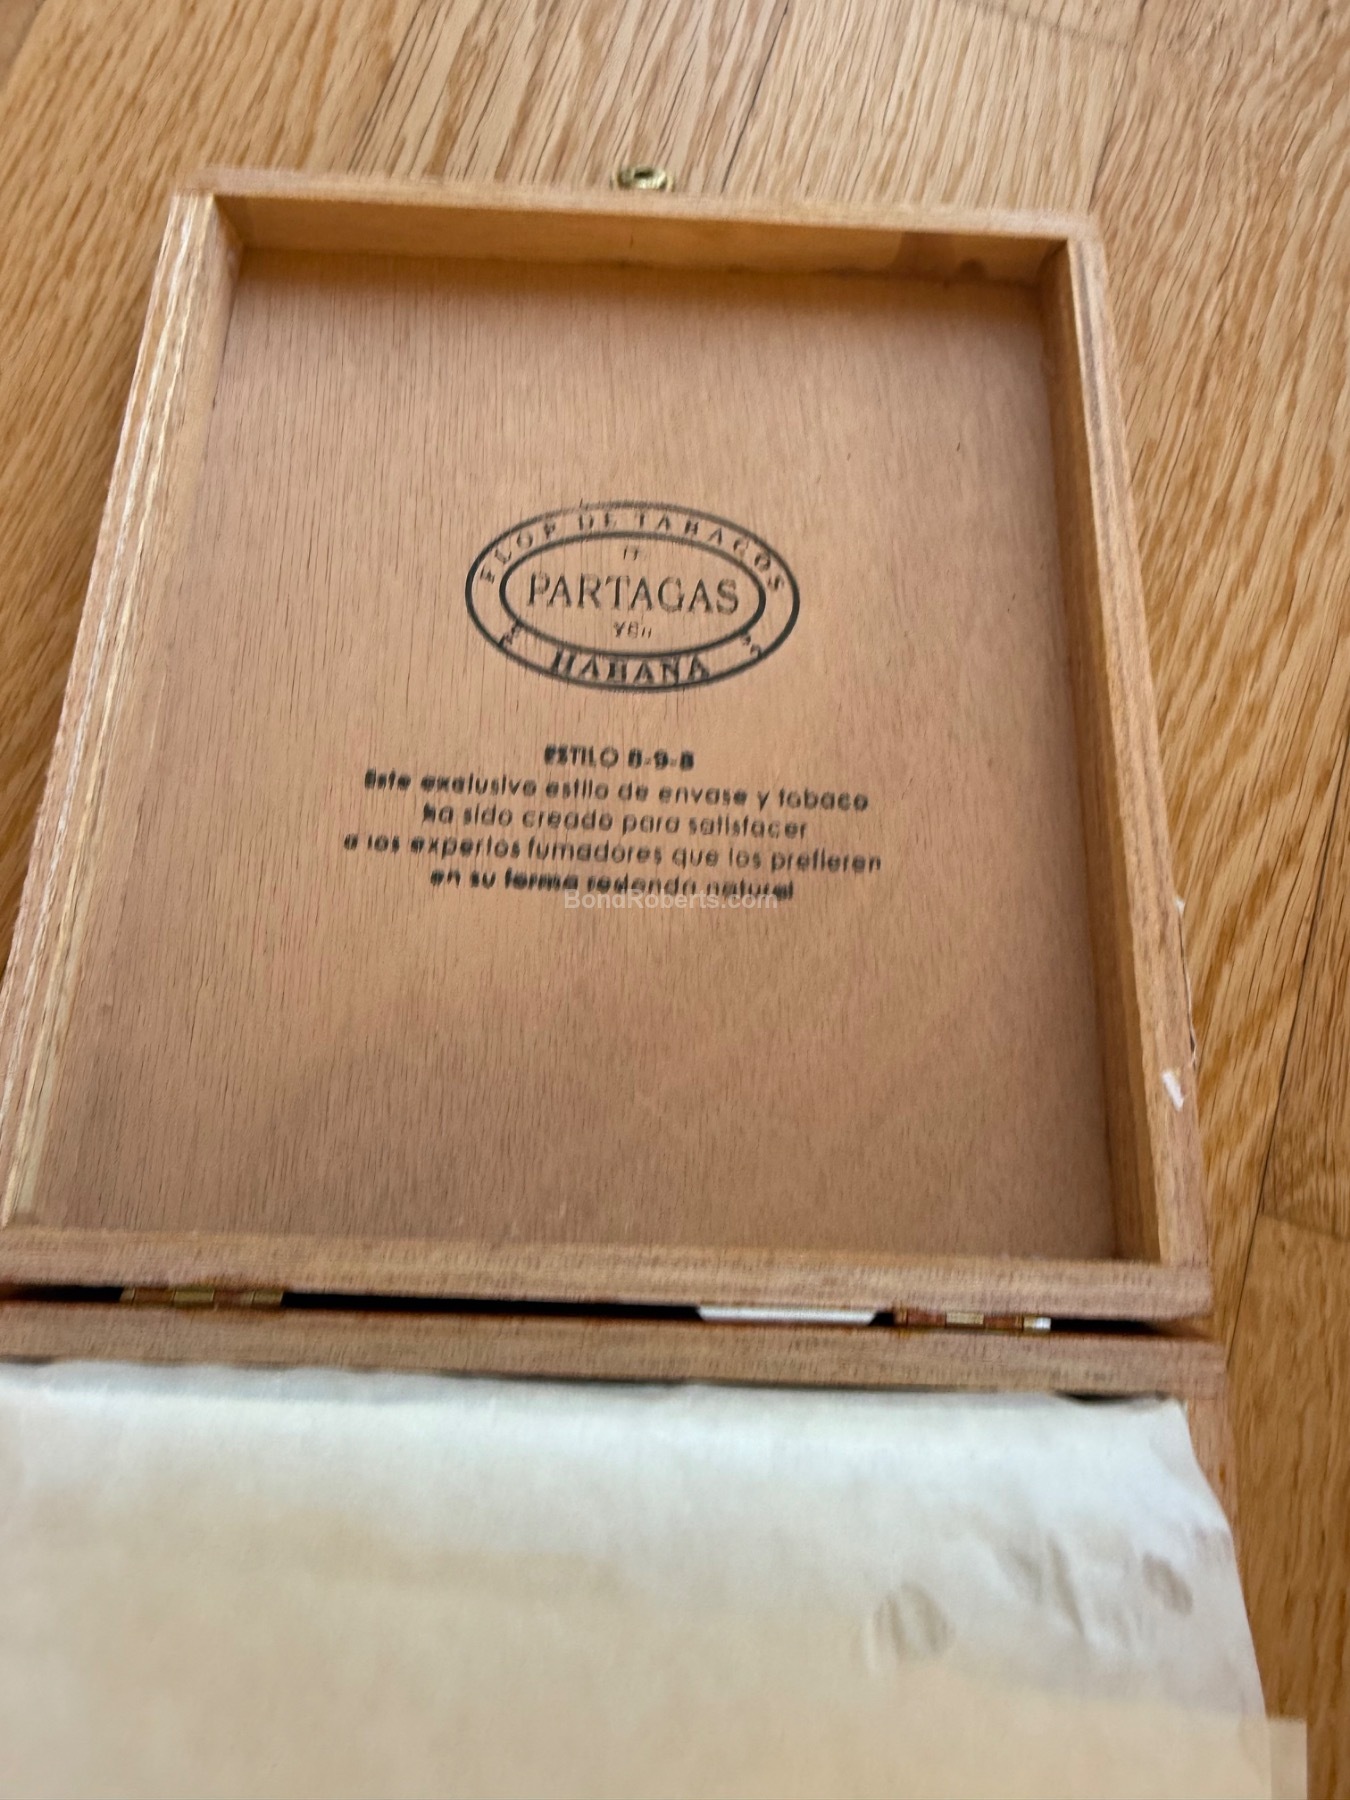 FLOR DE TABACOS
DE
PARTAGAS
HABANA
ESTILO 8-9-8
Este exclusivo estilo de envase y tabaco
ha sido creado para satisfacer
a los expertos fumadores que los prefieren
en su forma redonda natural
BondRoberts.com